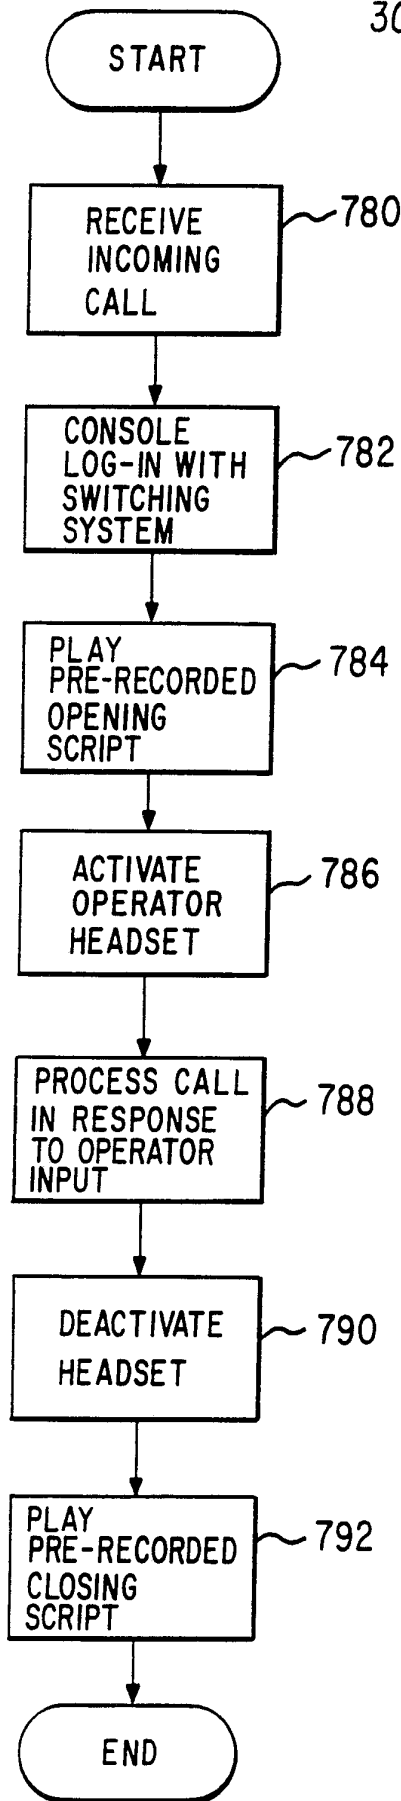 30
START
RECEIVE
INCOMING
CALL
780
CONSOLE
LOG-IN WITH
SWITCHING
SYSTEM
782
PLAY
PRE-RECORDED
OPENING
SCRIPT
784
ACTIVATE
OPERATOR
HEADSET
786
PROCESS CALL
IN RESPONSE
TO OPERATOR
INPUT
788
DEACTIVATE
HEADSET
790
PLAY
PRE-RECORDED
CLOSING
SCRIPT
792
END